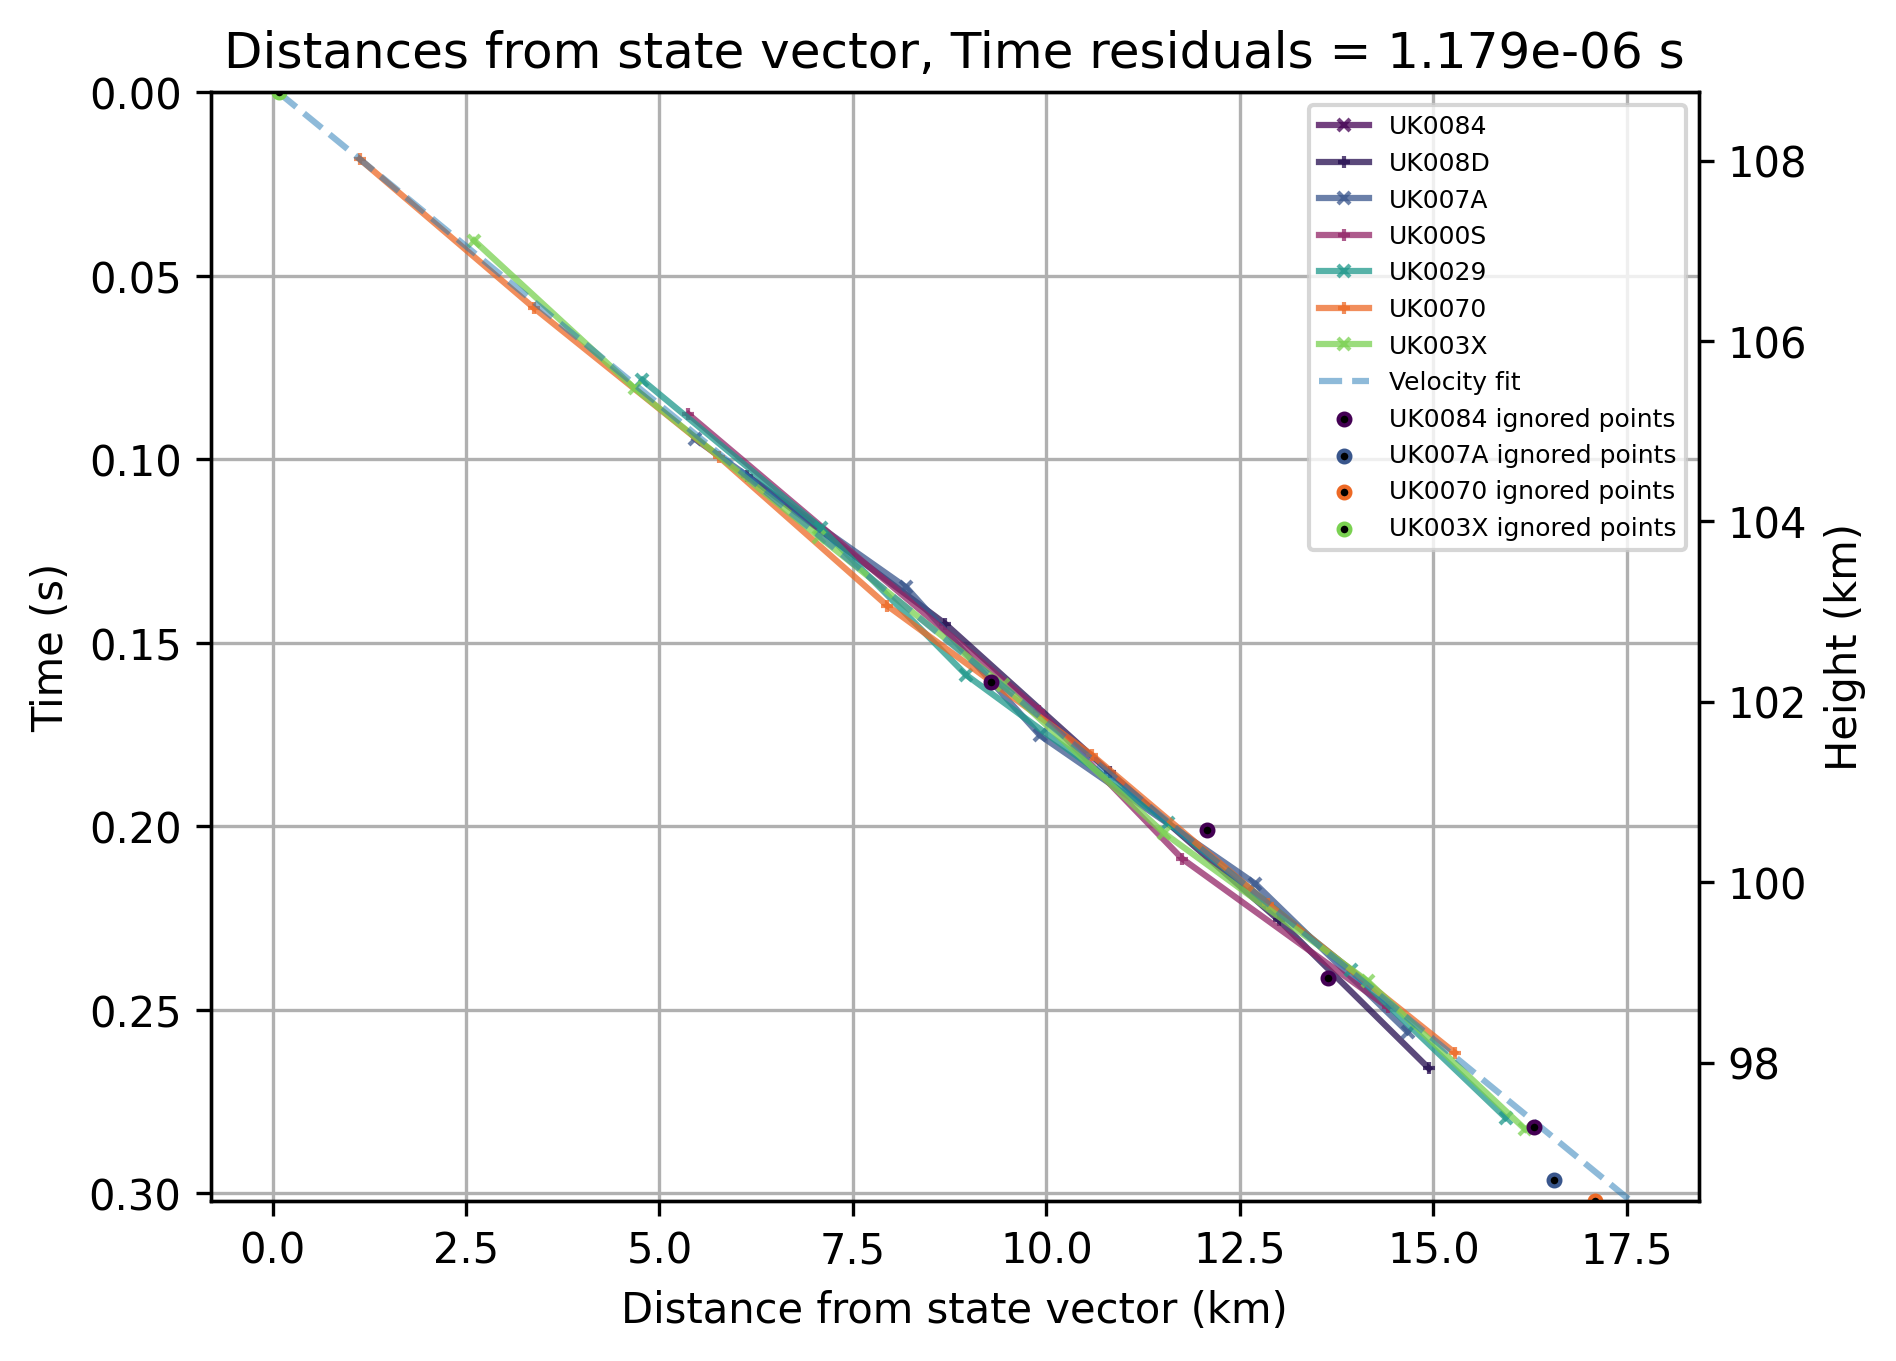 Distances from state vector, Time residuals = 1.179e-06 s
0.00
0.05
0.10
0.15
0.20
0.25
0.30
Time (s)
UK0084
UK008D
UK007A
UK000S
UK0029
UK0070
UK003X
Velocity fit
UK0084 ignored points
UK007A ignored points
UK0070 ignored points
UK003X ignored points
108
106
104
102
100
98
Height (km)
0.0 2.5 5.0 7.5 10.0 12.5 15.0 17.5
Distance from state vector (km)